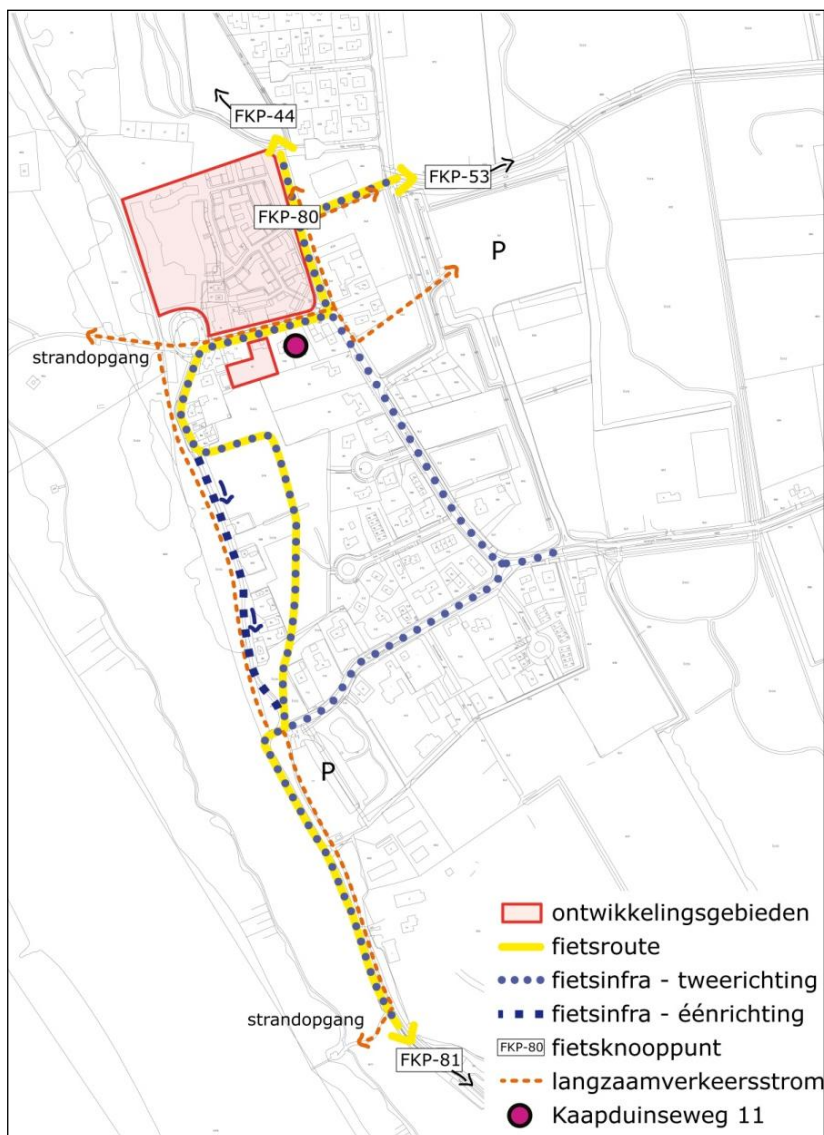 FKP-44
FKP-53
FKP-80
P
strandopgang
P
strandopgang
FKP-81
ontwikkelingsgebieden
fietsroute
fietsinfra - tweerichting
fietsinfra - éénrichting
FKP-80 fietsknooppunt
langzaamverkeersstrom
Kaapduinseweg 11